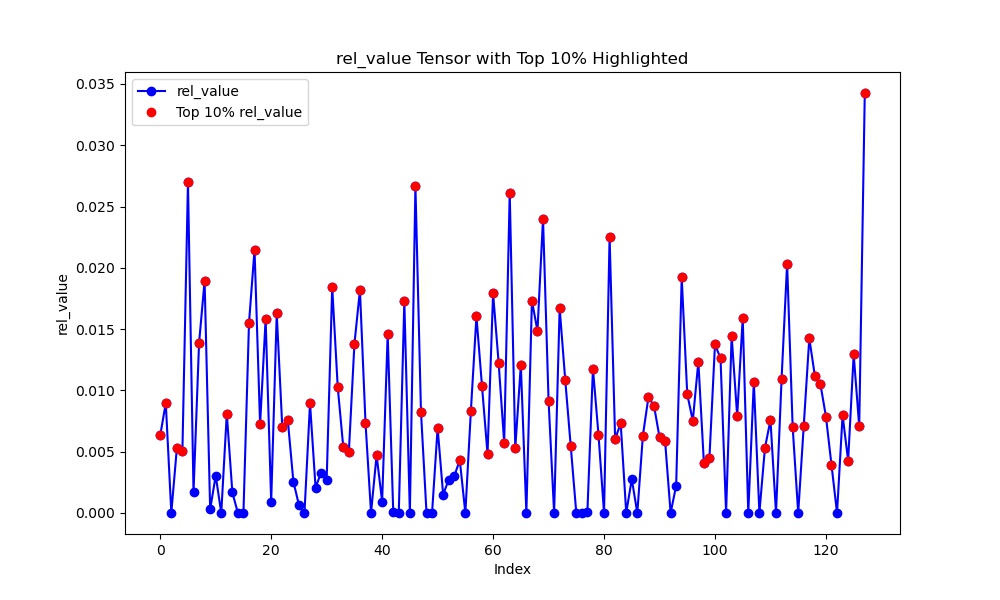 rel_value Tensor with Top 10% Highlighted
rel_value
Top 10% rel_value
0.035
0.030
0.025
0.020
0.015
0.010
0.005
0.000
rel_value
0 20 40 60 80 100 120
Index